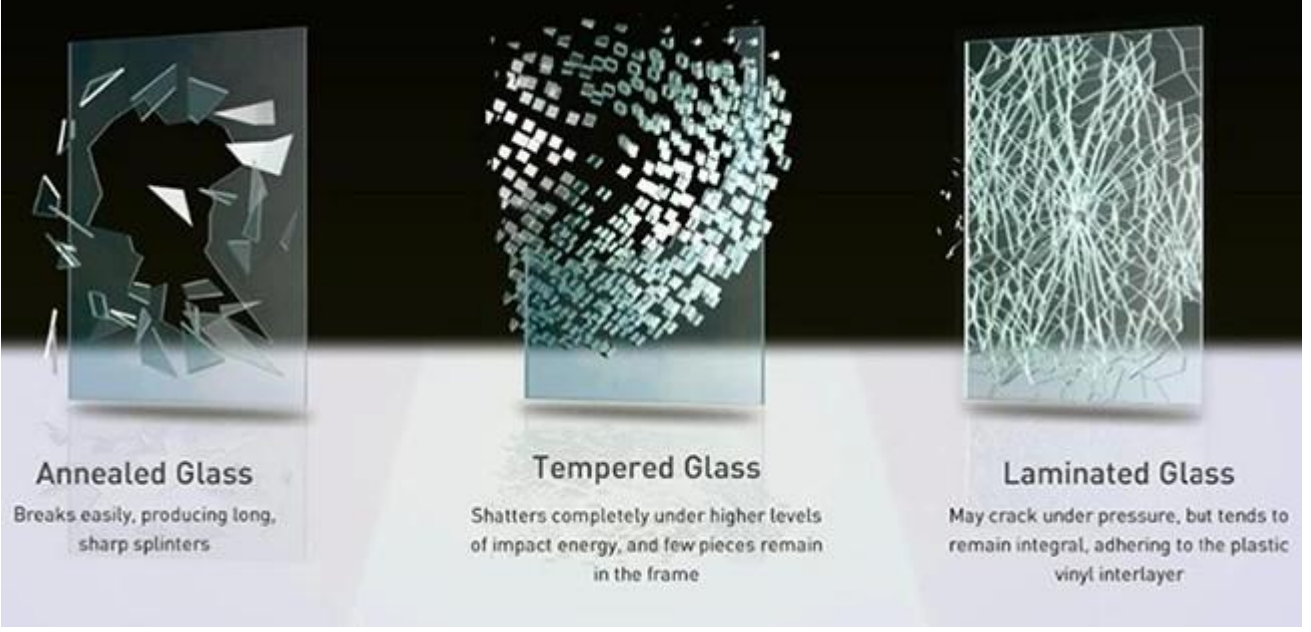 Annealed Glass
Breaks easily, producing long,
sharp splinters
Tempered Glass
Shatters completely under higher levels
of impact energy, and few pieces remain
in the frame
Laminated Glass
May crack under pressure, but tends to
remain integral, adhering to the plastic
vinyl interlayer